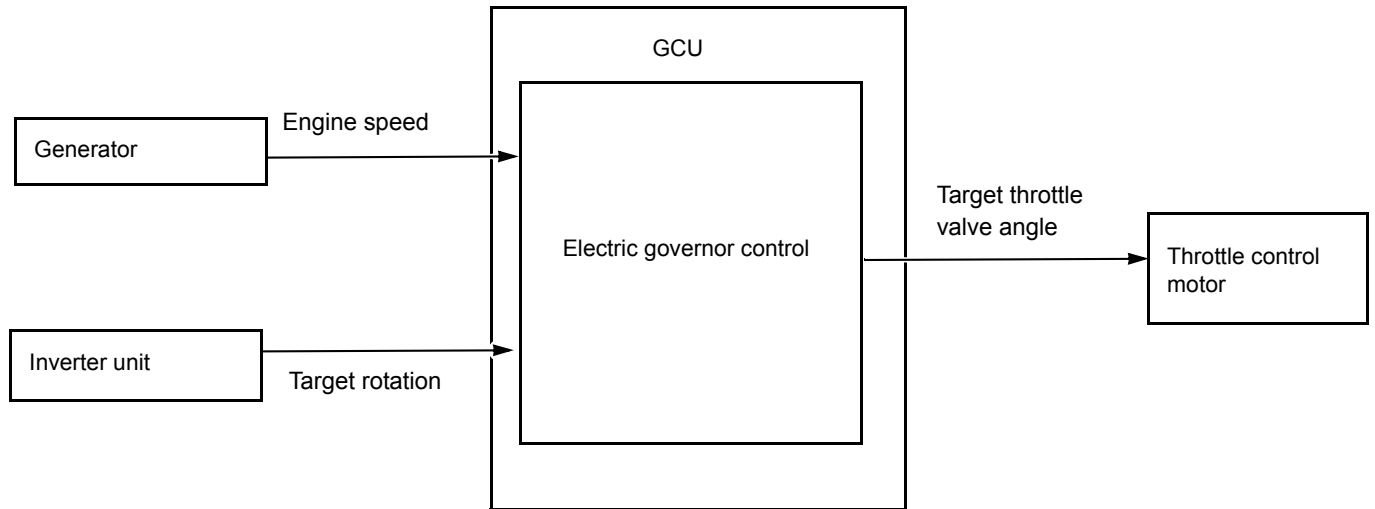 GCU
Engine speed
Generator
Target throttle
valve angle
Electric governor control
Throttle control
motor
Inverter unit
Target rotation